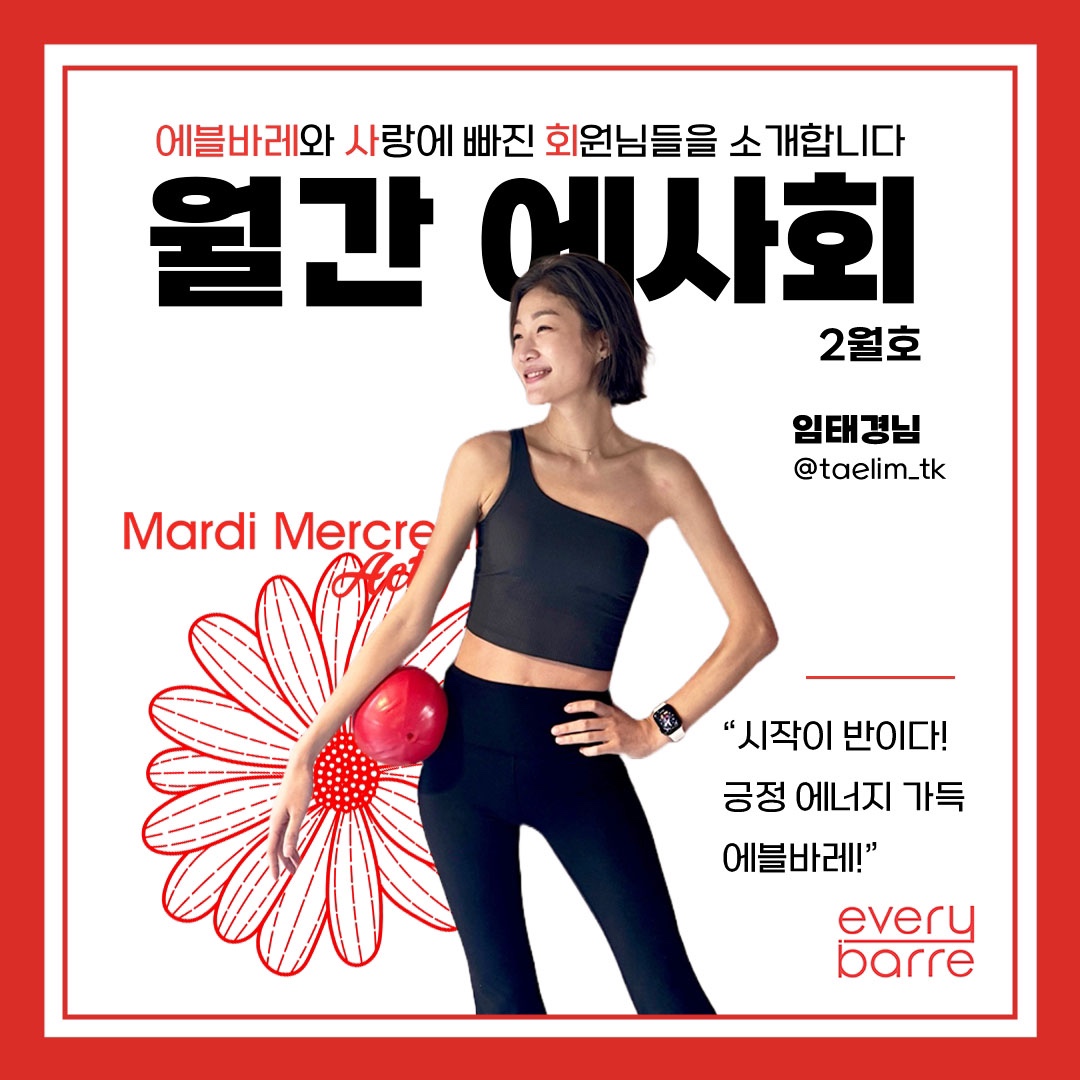 에블바레와 사랑에 빠진 회원님들을 소개합니다
월간 에사회
2월호
임태경님
@taelim_tk
Mardi
“시작이 반이다!
긍정 에너지 가득
에블바레!”
every
barre